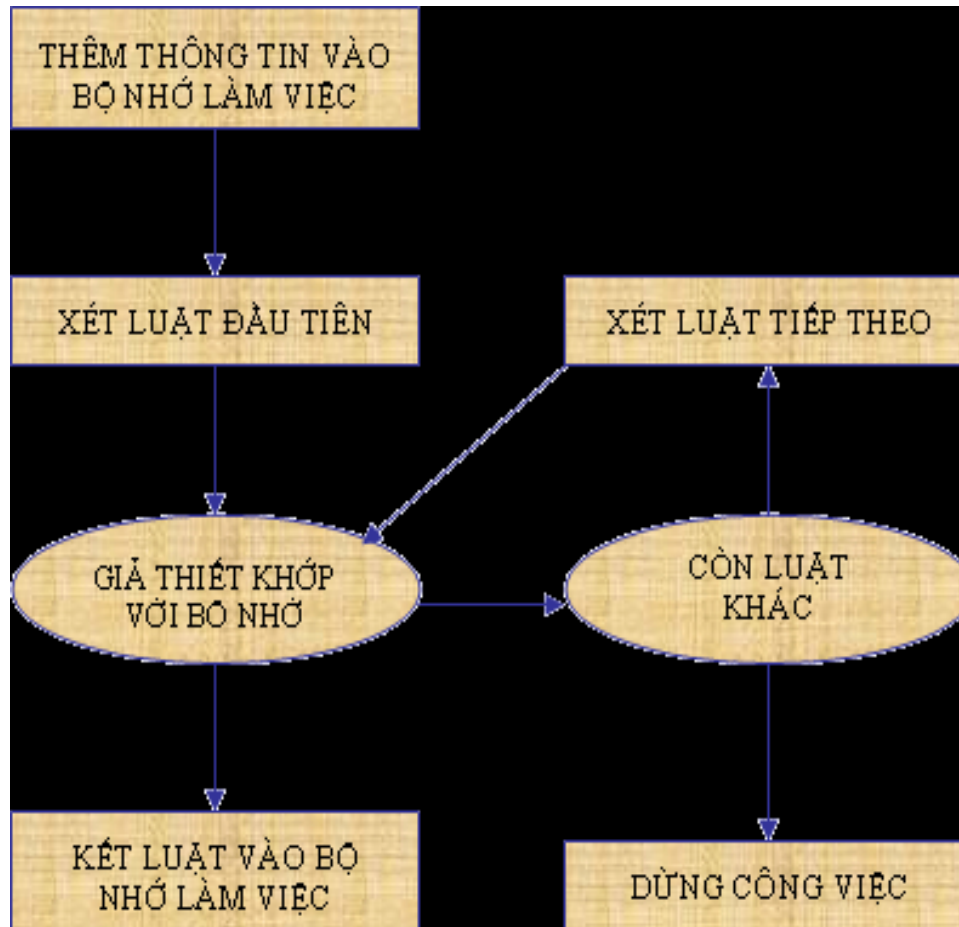 THÊM THÔNG TIN VÀO
BỘ NHỚ LÀM VIỆC
XÉT LUẬT ĐẦU TIÊN
XÉT LUẬT TIẾP THEO
GIẢ THIẾT KHỚP
VỚI BỘ NHỚ
CÒN LUẬT
KHÁC
KẾT LUẬT VÀO BỘ
NHỚ LÀM VIỆC
DỪNG CÔNG VIỆC